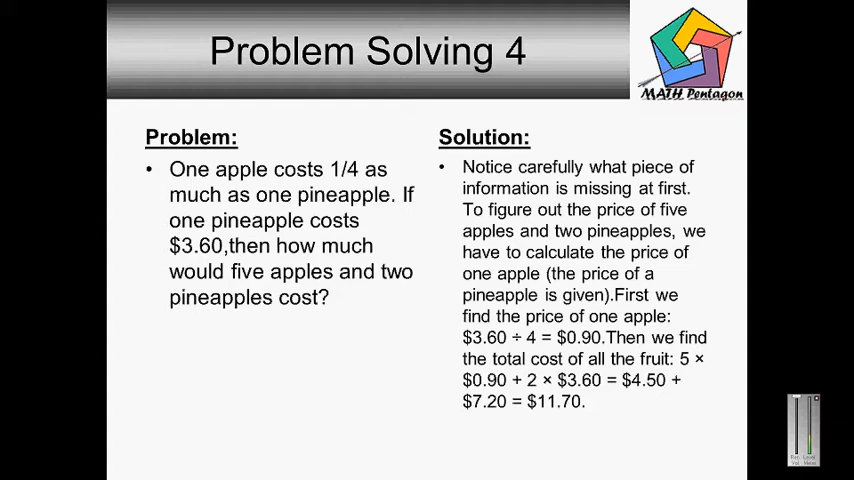 Problem Solving 4
MATH Pentagon
Problem:
• One apple costs 1/4 as
much as one pineapple. If
one pineapple costs
$3.60,then how much
would five apples and two
pineapples cost?
Solution:
• Notice carefully what piece of
information is missing at first.
To figure out the price of five
apples and two pineapples, we
have to calculate the price of
one apple (the price of a
pineapple is given).First we
find the price of one apple:
$3.60 ÷ 4 = $0.90.Then we find
the total cost of all the fruit: 5 ×
$0.90 + 2 × $3.60 = $4.50 +
$7.20 = $11.70.